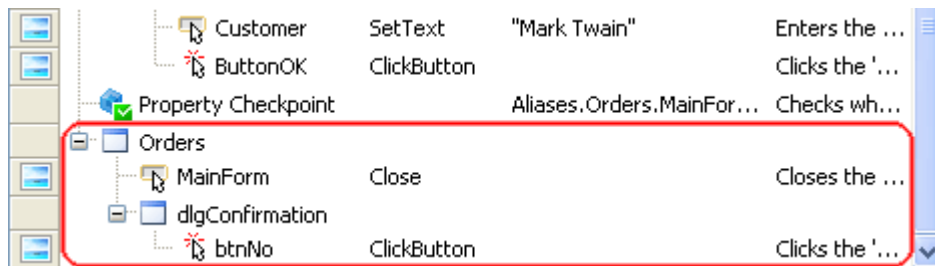 Customer SetText "Mark Twain" Enters the ...
ButtonOK ClickButton Clicks the '...
Property Checkpoint Aliases.Orders.MainFor... Checks wh...
Orders
MainForm Close Closes the ...
dlgConfirmation
btnNo ClickButton Clicks the '...